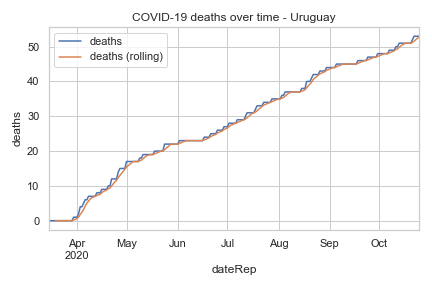 COVID-19 deaths over time - Uruguay
deaths
deaths (rolling)
deaths
50
40
30
20
10
0
Apr May Jun Jul Aug Sep Oct
2020
dateRep